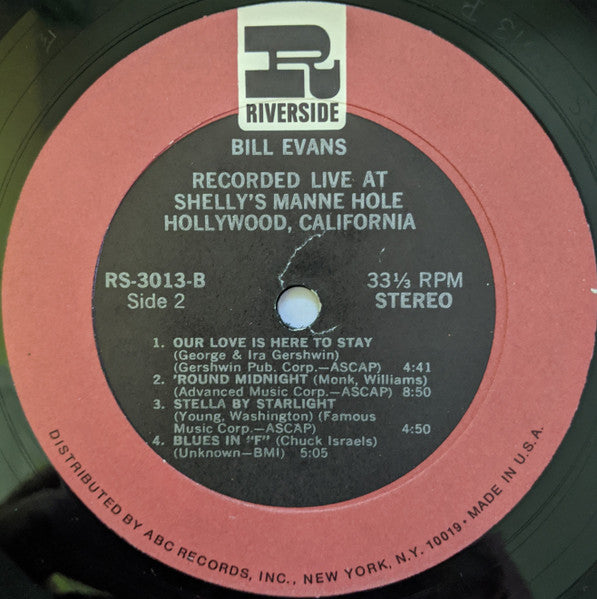 R
RIVERSIDE
BILL EVANS
RECORDED LIVE AT
SHELLY'S MANNE HOLE
HOLLYWOOD, CALIFORNIA
RS-3013-B
Side 2
33⅓ RPM
STEREO
1. OUR LOVE IS HERE TO STAY
(George & Ira Gershwin)
(Gershwin Pub. Corp.—ASCAP) 4:41
2. 'ROUND MIDNIGHT (Monk, Williams)
(Advanced Music Corp.—ASCAP) 8:50
3. STELLA BY STARLIGHT
(Young, Washington) (Famous
Music Corp.—ASCAP) 4:50
4. BLUES IN "F" (Chuck Israels)
(Unknown—BMI) 5:05
DISTRIBUTED BY ABC RECORDS, INC., NEW YORK, N.Y. 10019 • MADE IN U.S.A.